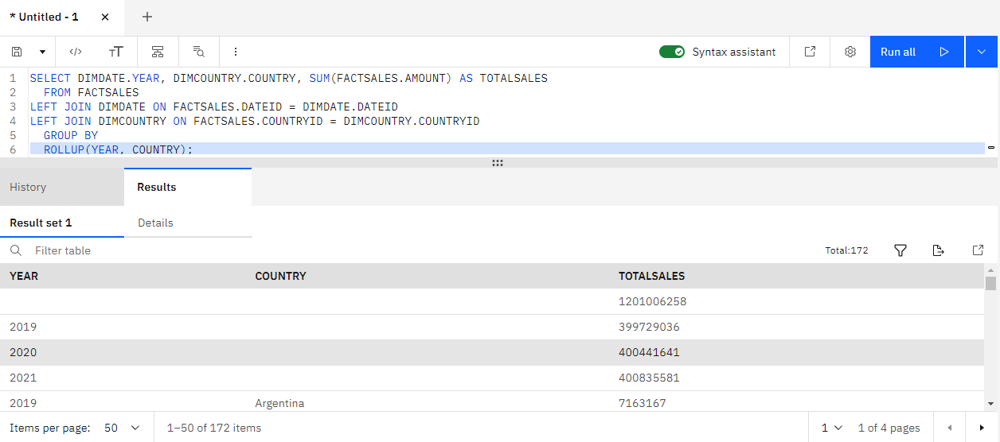 * Untitled - 1
Syntax assistant
Run all
1 SELECT DIMDATE.YEAR, DIMCOUNTRY.COUNTRY, SUM(FACTSALES.AMOUNT) AS TOTALSALES
2 FROM FACTSALES
3 LEFT JOIN DIMDATE ON FACTSALES.DATEID = DIMDATE.DATEID
4 LEFT JOIN DIMCOUNTRY ON FACTSALES.COUNTRYID = DIMCOUNTRY.COUNTRYID
5 GROUP BY
6 ROLLUP(YEAR, COUNTRY);
History Results
Result set 1 Details
Filter table Total:172
YEAR COUNTRY TOTALSALES
1201006258
2019 399729036
2020 400441641
2021 400835581
2019 Argentina 7163167
Items per page: 50 1–50 of 172 items 1 1 of 4 pages